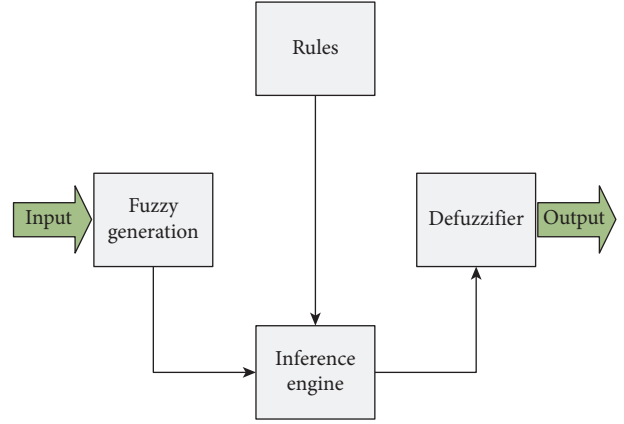 Rules
Input
Fuzzy
generation
Defuzzifier
Output
Inference
engine